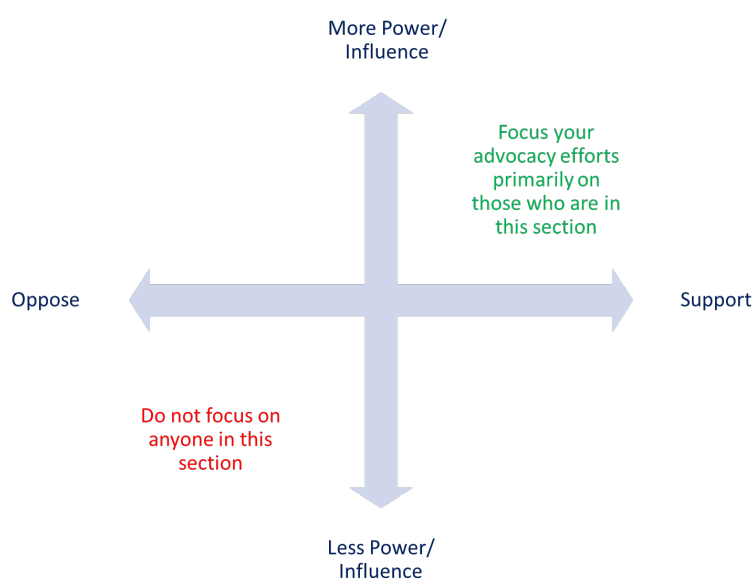 More Power/
Influence
Focus your
advocacy efforts
primarily on
those who are in
this section
Oppose
Support
Do not focus on
anyone in this
section
Less Power/
Influence